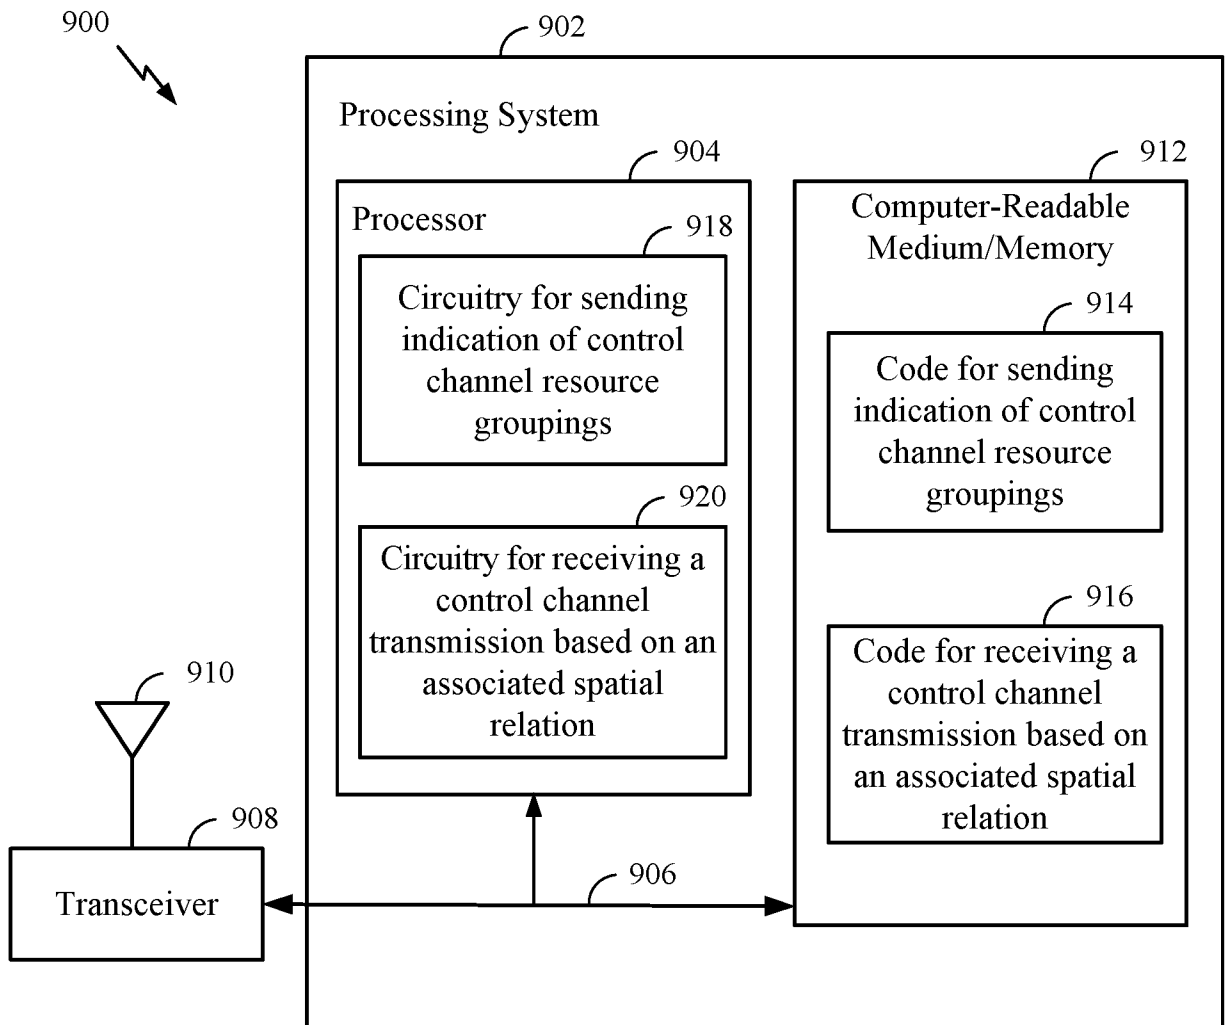 900
902
Processing System
904
Processor
918
Circuitry for sending
indication of control
channel resource
groupings
920
Circuitry for receiving a
control channel
transmission based on an
associated spatial
relation
912
Computer-Readable
Medium/Memory
914
Code for sending
indication of control
channel resource
groupings
916
Code for receiving a
control channel
transmission based on
an associated spatial
relation
910
908
Transceiver
906